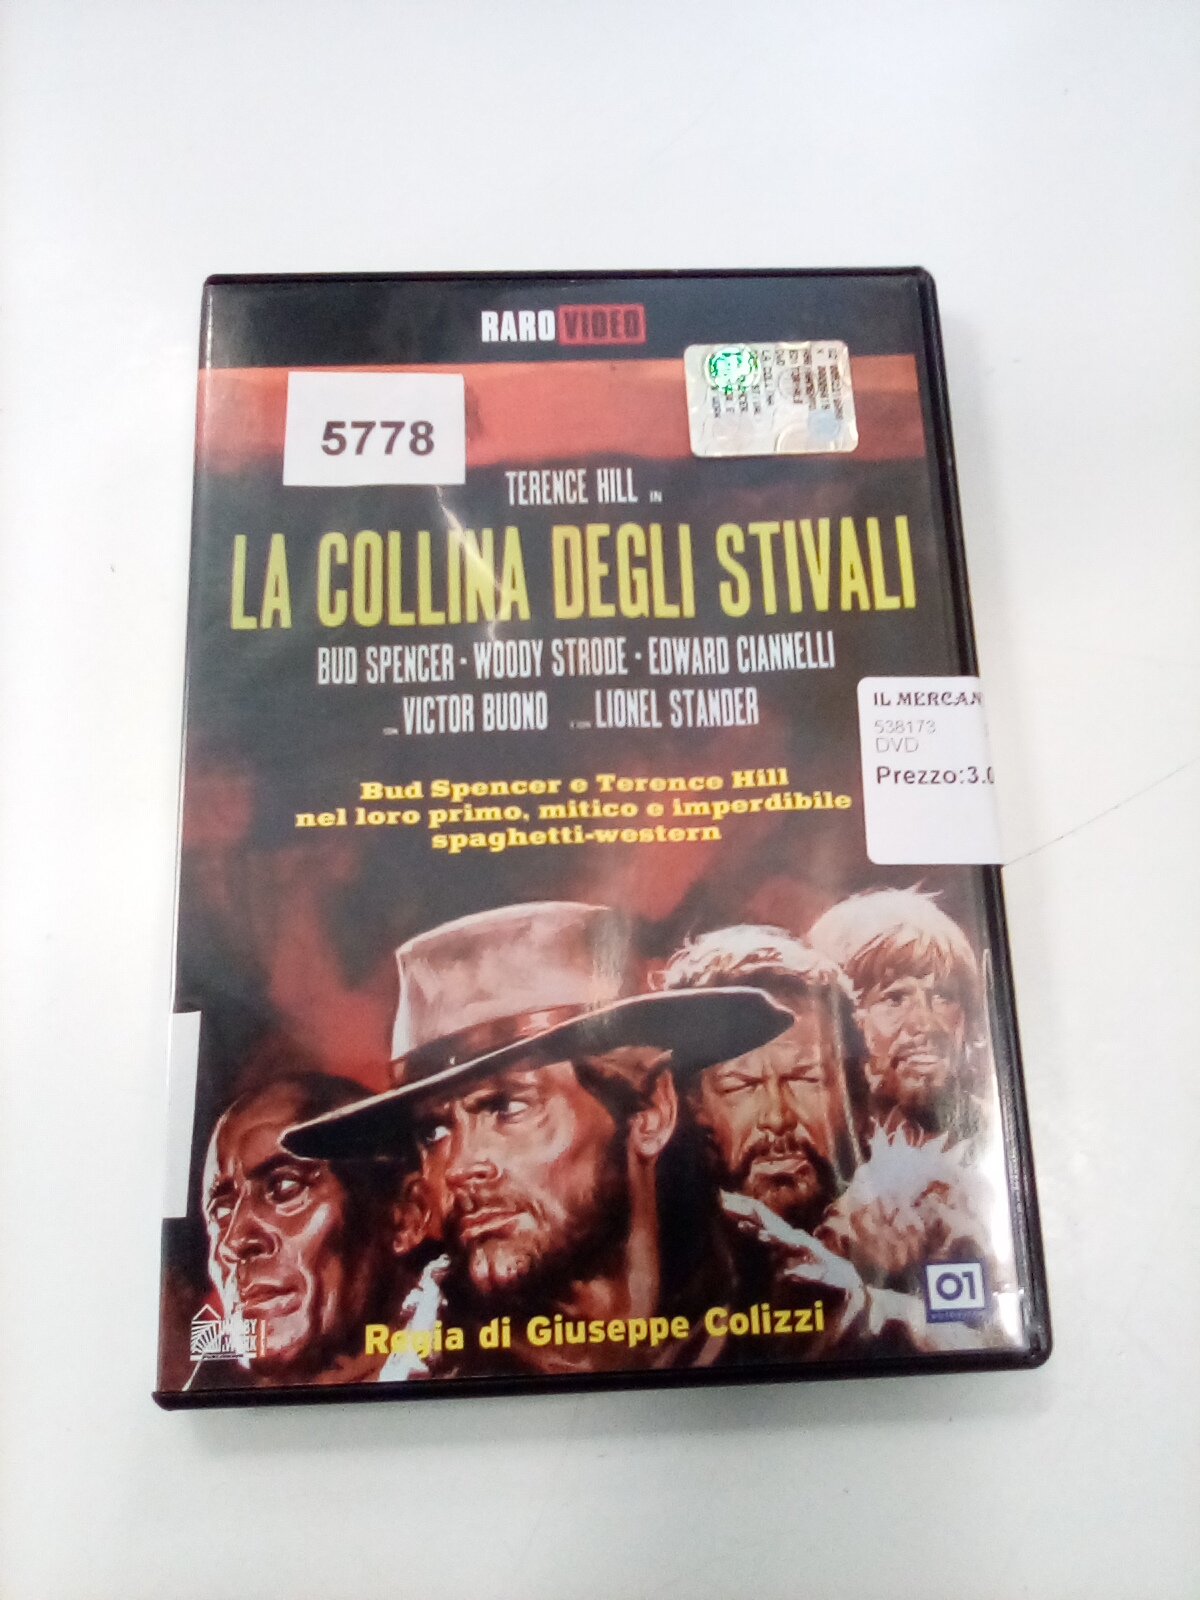 RARO VIDEO
5778
TERENCE HILL IN
LA COLLINA DEGLI STIVALI
BUD SPENCER · WOODY STRODE · EDWARD CIANNELLI
CON VICTOR BUONO E CON LIONEL STANDER
IL MERCAN
538173
DVD
Prezzo:3.0
Bud Spencer e Terence Hill
nel loro primo, mitico e imperdibile
spaghetti-western
01
Regia di Giuseppe Colizzi